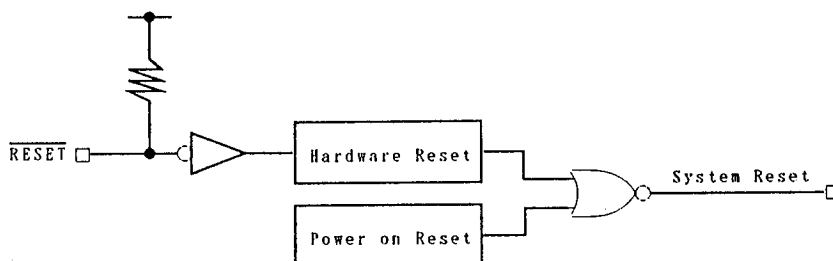 RESET
Hardware Reset
System Reset
Power on Reset